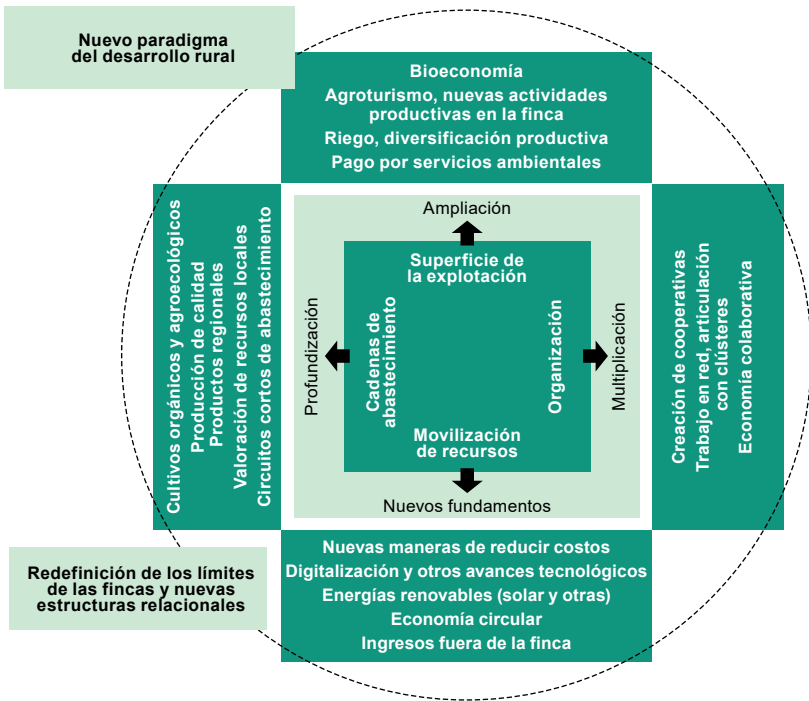 Nuevo paradigma
del desarrollo rural
Bioeconomía
Agroturismo, nuevas actividades
productivas en la finca
Riego, diversificación productiva
Pago por servicios ambientales
Cultivos orgánicos y agroecológicos
Producción de calidad
Productos regionales
Valoración de recursos locales
Circuitos cortos de abastecimiento
Profundización
Ampliación
Superficie de
la explotación
Cadenas de
abastecimiento
Organización
Movilización
de recursos
Nuevos fundamentos
Multiplicación
Creación de cooperativas
Trabajo en red, articulación
con clústeres
Economía colaborativa
Redefinición de los límites
de las fincas y nuevas
estructuras relacionales
Nuevas maneras de reducir costos
Digitalización y otros avances tecnológicos
Energías renovables (solar y otras)
Economía circular
Ingresos fuera de la finca